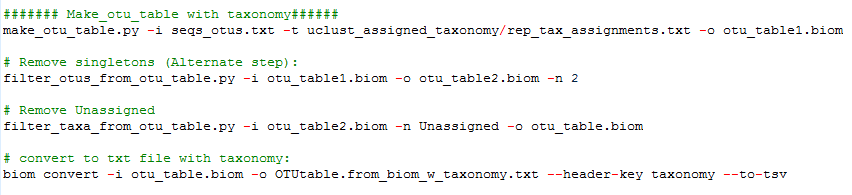 ####### Make_otu_table with taxonomy######
make_otu_table.py -i seqs_otus.txt -t uclust_assigned_taxonomy/rep_tax_assignments.txt -o otu_table1.biom
# Remove singletons (Alternate step):
filter_otus_from_otu_table.py -i otu_table1.biom -o otu_table2.biom -n 2
# Remove Unassigned
filter_taxa_from_otu_table.py -i otu_table2.biom -n Unassigned -o otu_table.biom
# convert to txt file with taxonomy:
biom convert -i otu_table.biom -o OTUtable.from_biom_w_taxonomy.txt --header-key taxonomy --to-tsv